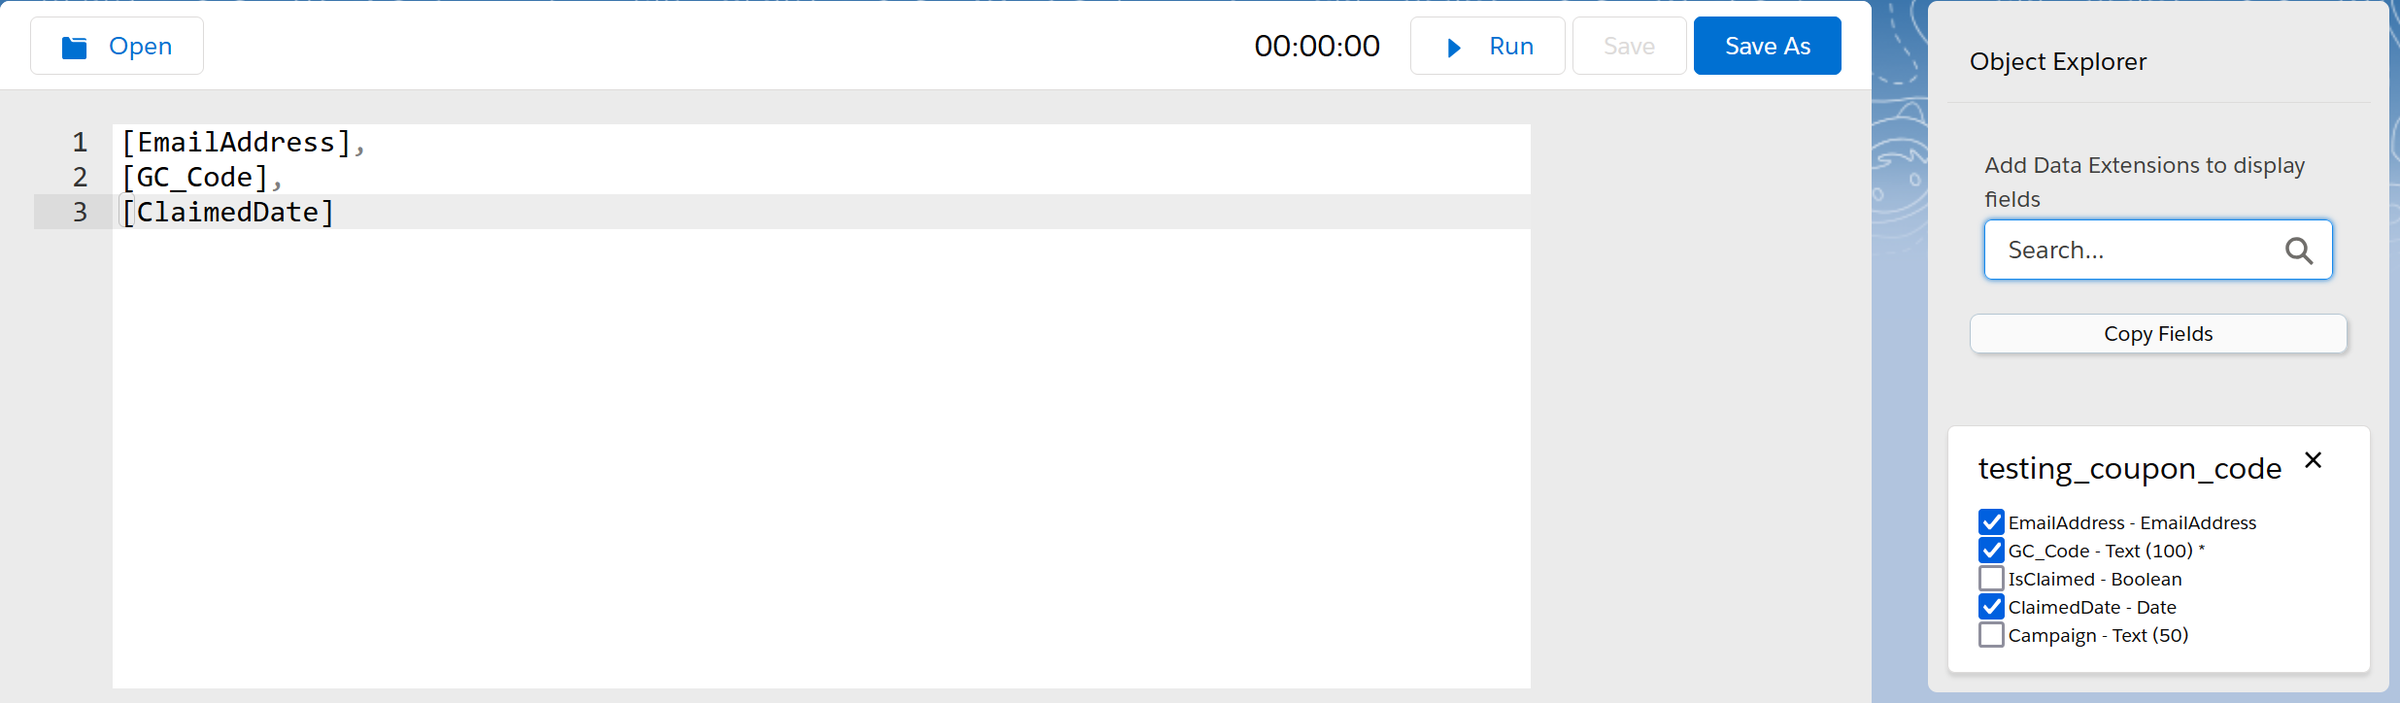 Open
00:00:00
Run
Save
Save As
1 [EmailAddress],
2 [GC_Code],
3 [ClaimedDate]
Object Explorer
Add Data Extensions to display
fields
Search...
Copy Fields
testing_coupon_code
EmailAddress - EmailAddress
GC_Code - Text (100) *
IsClaimed - Boolean
ClaimedDate - Date
Campaign - Text (50)